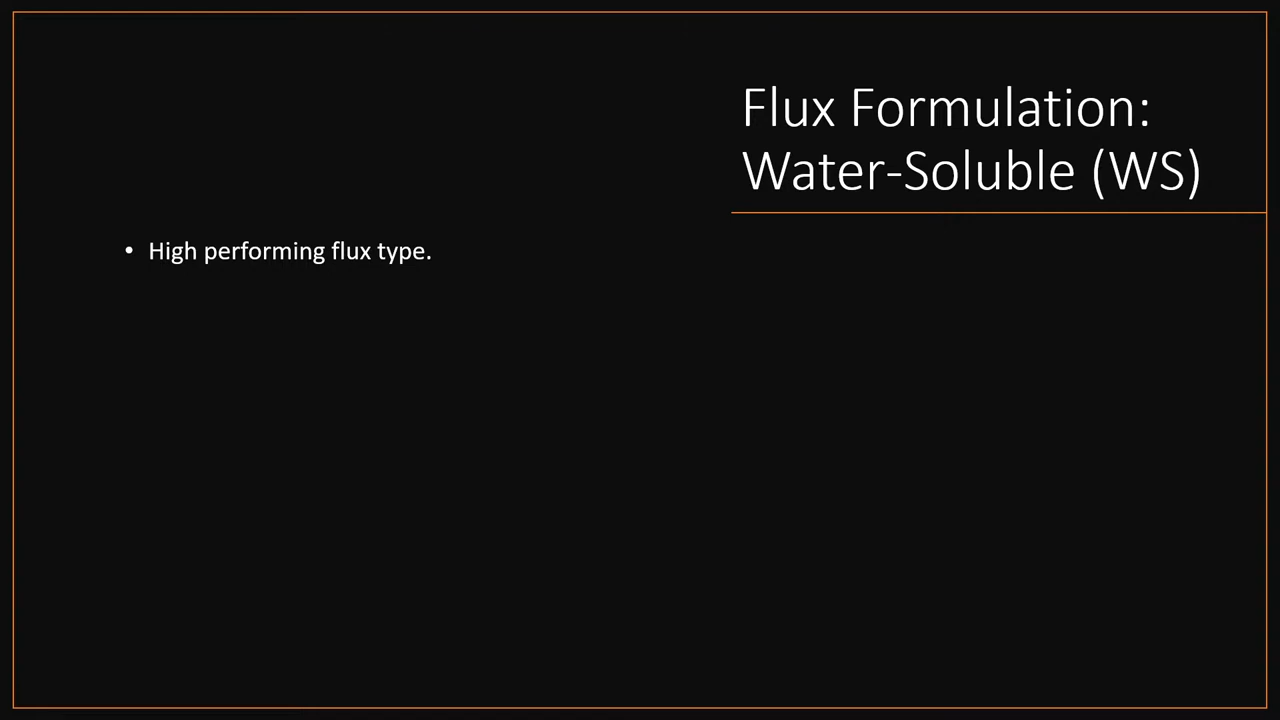 Flux Formulation:
Water-Soluble (WS)
• High performing flux type.